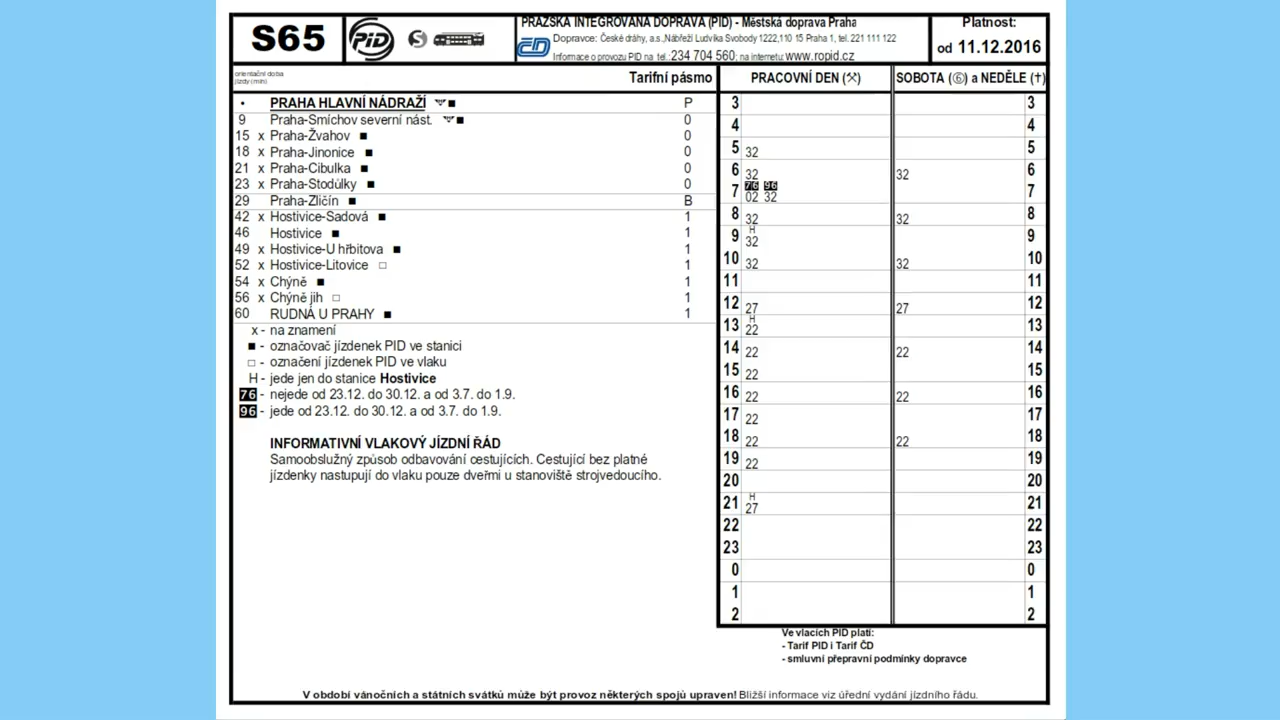 S65
PiD
S
PRAŽSKÁ INTEGROVANÁ DOPRAVA (PID) - Městská doprava Praha
Dopravce: České dráhy, a.s.,Nábřeží Ludvíka Svobody 1222,110 15 Praha 1, tel. 221 111 122
ČD
Informace o provozu PID na tel.:234 704 560; na internetu: www.ropid.cz
Platnost:
od 11.12.2016
orientační doba
jízdy (min)
Tarifní pásmo
• PRAHA HLAVNÍ NÁDRAŽÍ ■ P
9 Praha-Smíchov severní nást. ■ 0
15 x Praha-Žvahov ■ 0
18 x Praha-Jinonice ■ 0
21 x Praha-Cibulka ■ 0
23 x Praha-Stodůlky ■ 0
29 Praha-Zličín ■ B
42 x Hostivice-Sadová ■ 1
46 Hostivice ■ 1
49 x Hostivice-U hřbitova ■ 1
52 x Hostivice-Litovice □ 1
54 x Chýně ■ 1
56 x Chýně jih □ 1
60 RUDNÁ U PRAHY ■ 1
x - na znamení
■ - označovač jízdenek PID ve stanici
□ - označení jízdenek PID ve vlaku
H - jede jen do stanice Hostivice
76 - nejede od 23.12. do 30.12. a od 3.7. do 1.9.
96 - jede od 23.12. do 30.12. a od 3.7. do 1.9.
INFORMATIVNÍ VLAKOVÝ JÍZDNÍ ŘÁD
Samoobslužný způsob odbavování cestujících. Cestující bez platné
jízdenky nastupují do vlaku pouze dveřmi u stanoviště strojvedoucího.
PRACOVNÍ DEN (⚒) SOBOTA (⑥) a NEDĚLE (✝)
3 3
4 4
5 32 5
6 32 32 6
76 96
7 02 32 7
8 32 32 8
H
9 32 9
10 32 32 10
11 11
12 27 27 12
H
13 22 13
14 22 22 14
15 22 15
16 22 22 16
17 22 17
18 22 22 18
19 22 19
20 20
H
21 27 21
22 22
23 23
0 0
1 1
2 2
Ve vlacích PID platí:
- Tarif PID i Tarif ČD
- smluvní přepravní podmínky dopravce
V období vánočních a státních svátků může být provoz některých spojů upraven! Bližší informace viz úřední vydání jízdního řádu.